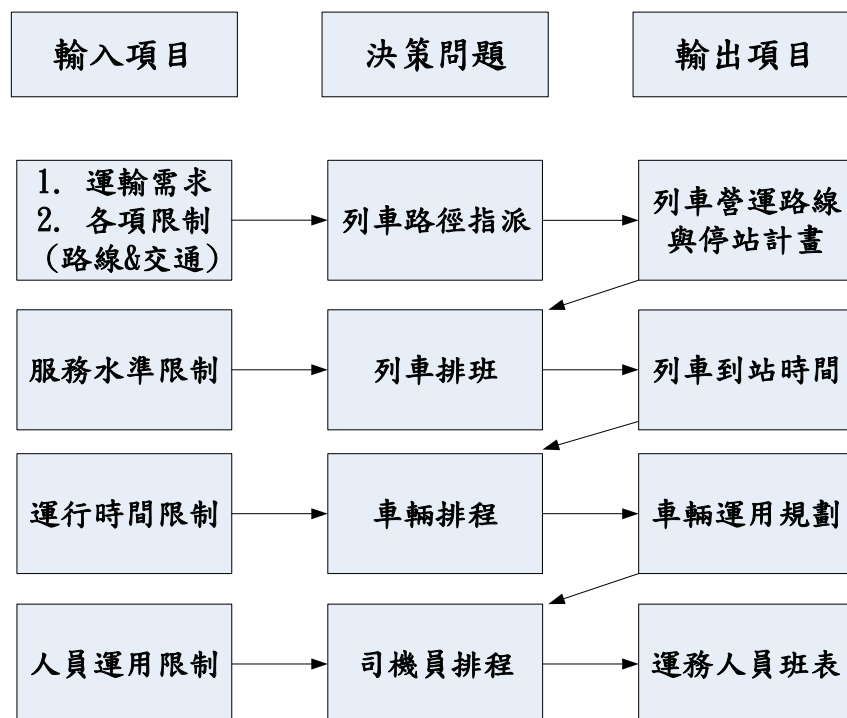 輸入項目
決策問題
輸出項目
1. 運輸需求
2. 各項限制
(路線&交通)
列車路徑指派
列車營運路線
與停站計畫
服務水準限制
列車排班
列車到站時間
運行時間限制
車輛排程
車輛運用規劃
人員運用限制
司機員排程
運務人員班表